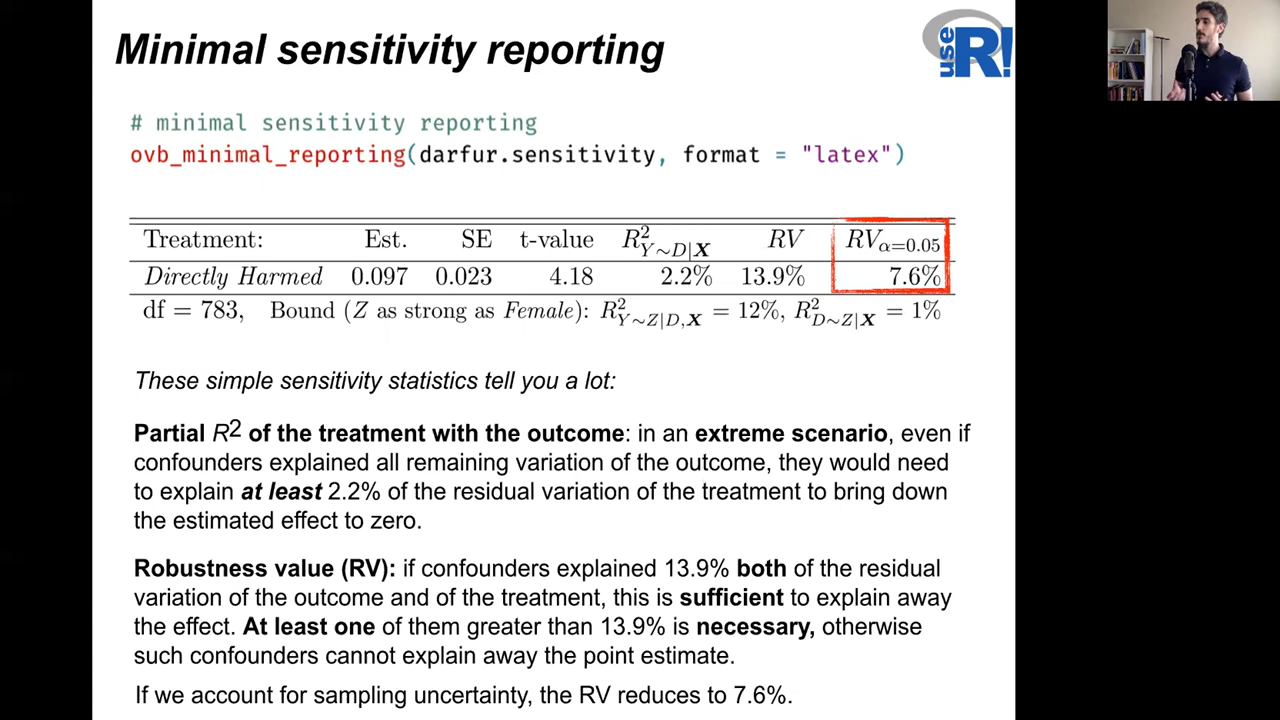 Minimal sensitivity reporting
useR!
# minimal sensitivity reporting
ovb_minimal_reporting(darfur.sensitivity, format = "latex")
Treatment: Est. SE t-value R²Y∼D|X RV RVα=0.05
Directly Harmed 0.097 0.023 4.18 2.2% 13.9% 7.6%
df = 783, Bound (Z as strong as Female): R²Y∼Z|D,X = 12%, R²D∼Z|X = 1%
These simple sensitivity statistics tell you a lot:
Partial R2 of the treatment with the outcome: in an extreme scenario, even if
confounders explained all remaining variation of the outcome, they would need
to explain at least 2.2% of the residual variation of the treatment to bring down
the estimated effect to zero.
Robustness value (RV): if confounders explained 13.9% both of the residual
variation of the outcome and of the treatment, this is sufficient to explain away
the effect. At least one of them greater than 13.9% is necessary, otherwise
such confounders cannot explain away the point estimate.
If we account for sampling uncertainty, the RV reduces to 7.6%.